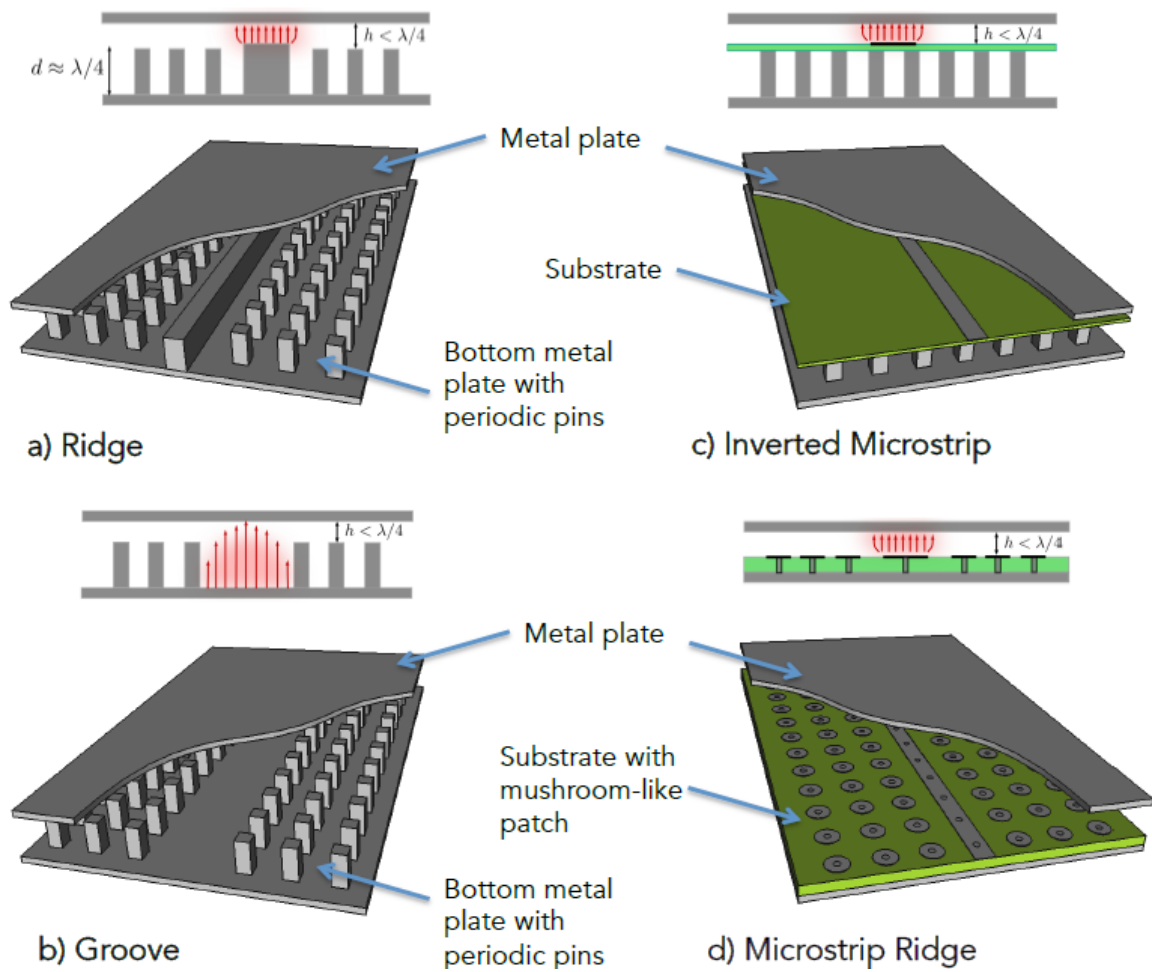 h < λ/4
d ≈ λ/4
h < λ/4
Metal plate
Substrate
Bottom metal
plate with
periodic pins
a) Ridge
c) Inverted Microstrip
h < λ/4
h < λ/4
Metal plate
Substrate with
mushroom-like
patch
Bottom metal
plate with
periodic pins
b) Groove
d) Microstrip Ridge